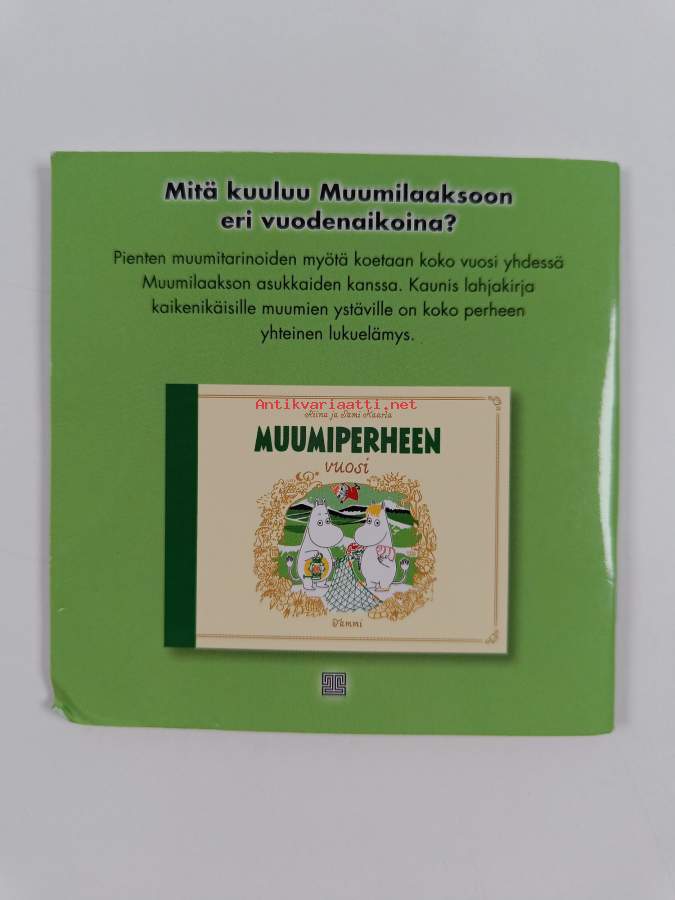 Mitä kuuluu Muumilaaksoon
eri vuodenaikoina?
Pienten muumitarinoiden myötä koetaan koko vuosi yhdessä
Muumilaakson asukkaiden kanssa. Kaunis lahjakirja
kaikenikäisille muumien ystäville on koko perheen
yhteinen lukuelämys.
Antikvariaatti.net
Riina ja Sami Kaarla
MUUMIPERHEEN
vuosi
Tammi